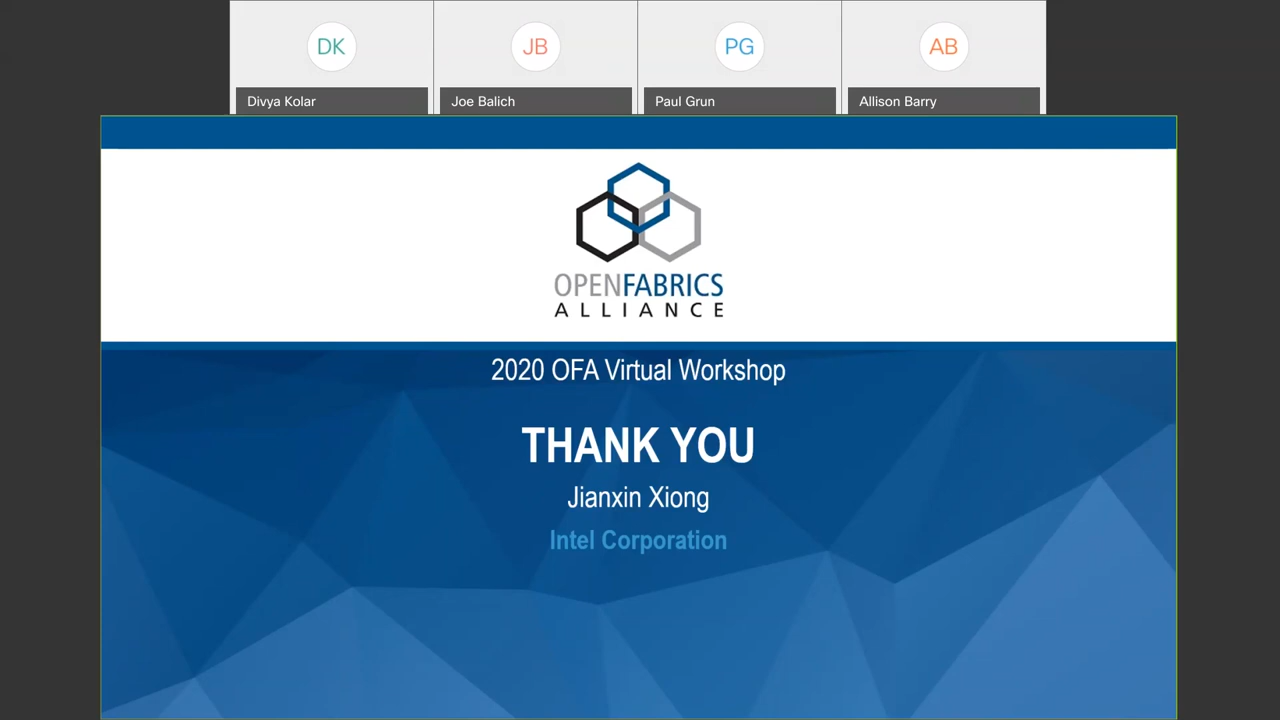 DK
JB
PG
AB
Divya Kolar
Joe Balich
Paul Grun
Allison Barry
OPENFABRICS
ALLIANCE
2020 OFA Virtual Workshop
THANK YOU
Jianxin Xiong
Intel Corporation